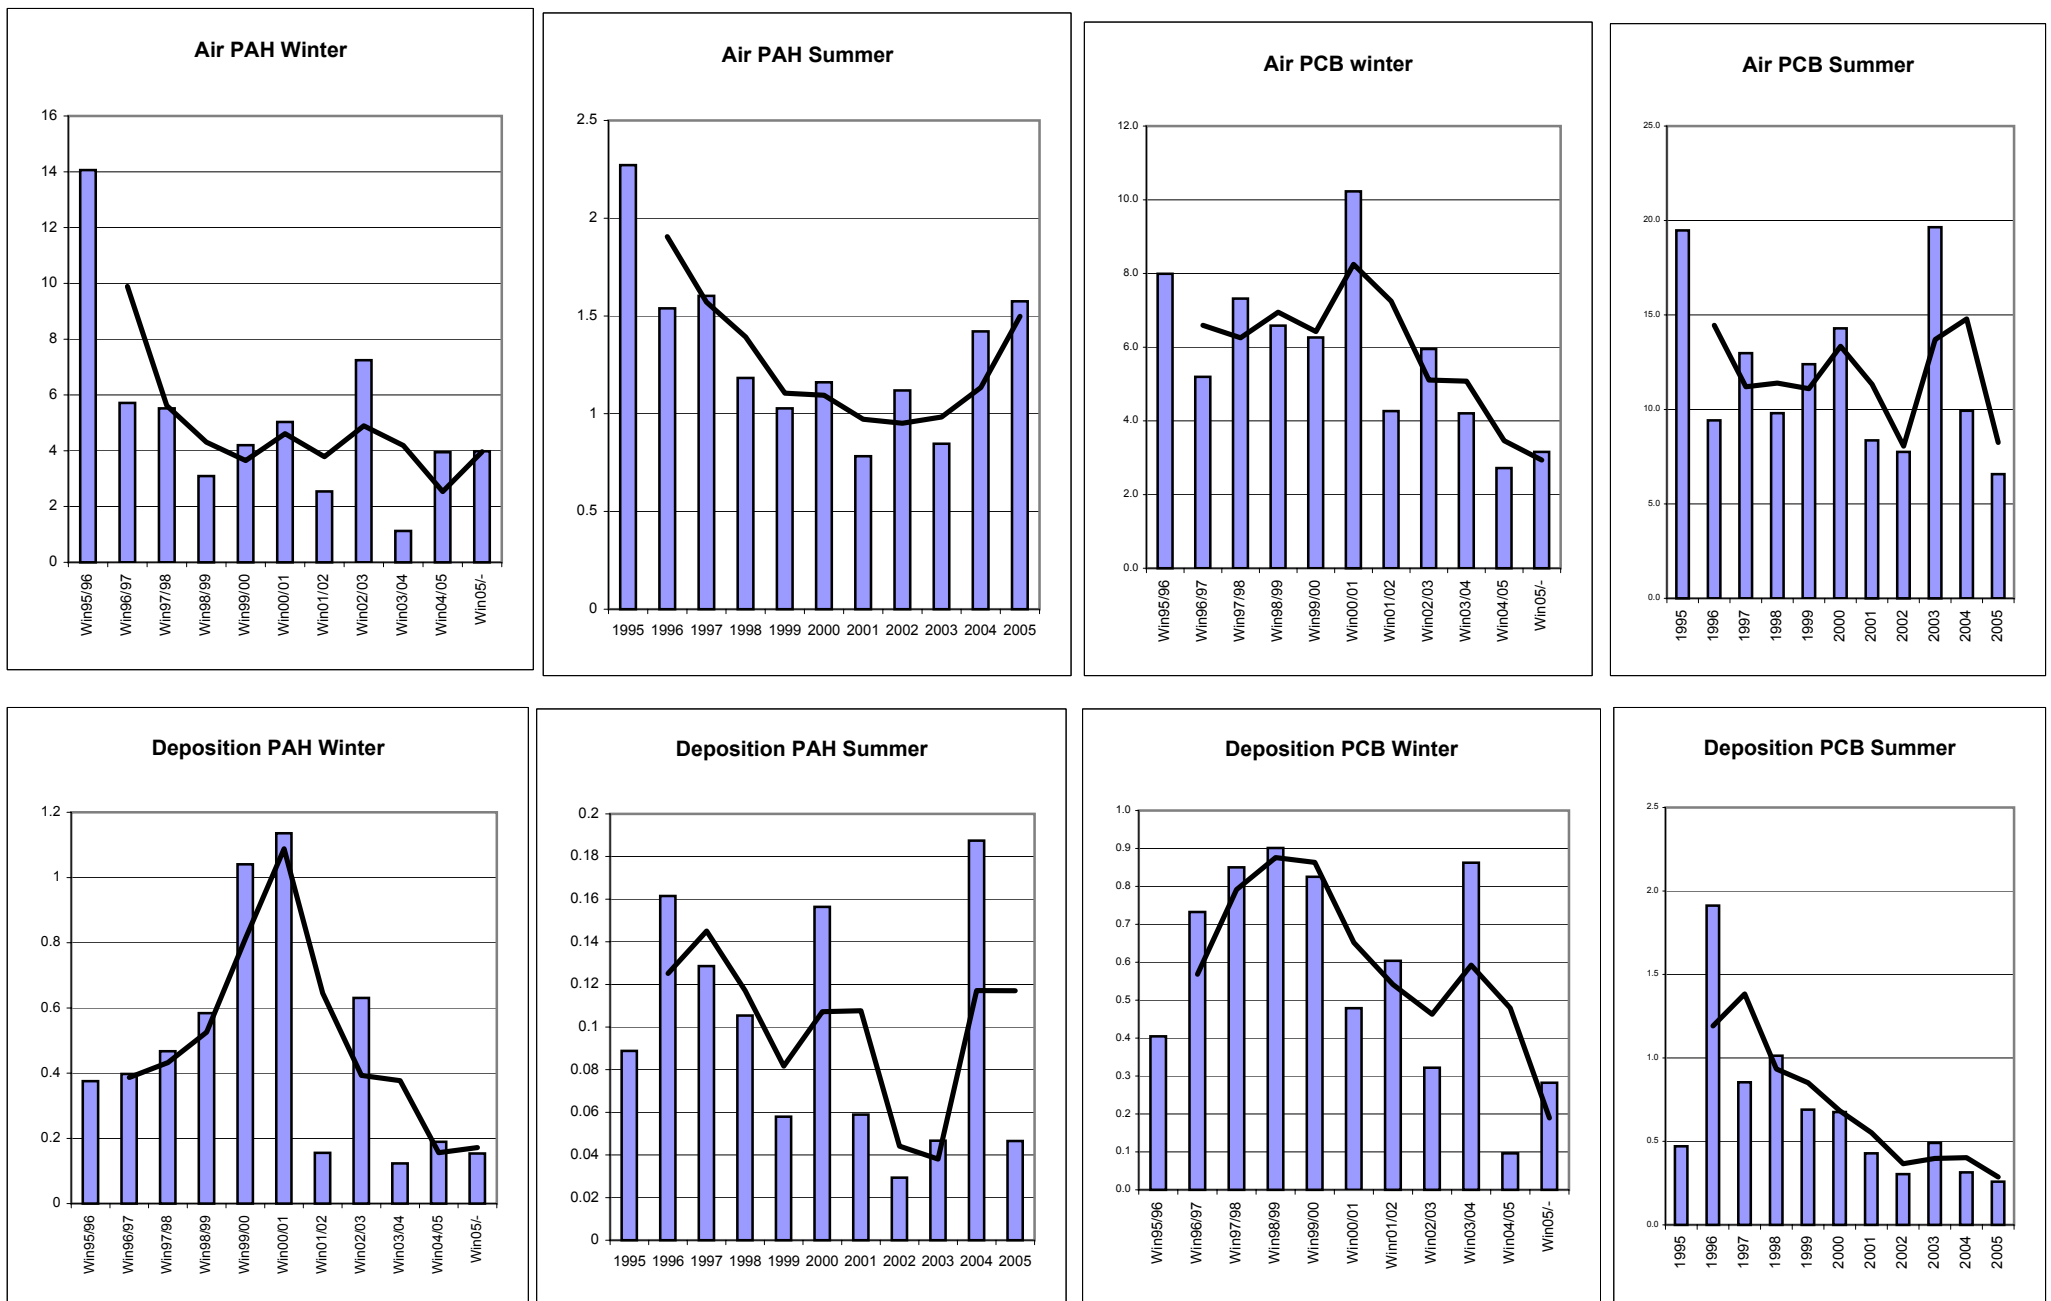 Air PAH Winter
16
14
12
10
8
6
4
2
0
Win95/96
Win96/97
Win97/98
Win98/99
Win99/00
Win00/01
Win01/02
Win02/03
Win03/04
Win04/05
Win05/-
Air PAH Summer
2.5
2
1.5
1
0.5
0
1995 1996 1997 1998 1999 2000 2001 2002 2003 2004 2005
Air PCB winter
12.0
10.0
8.0
6.0
4.0
2.0
0.0
Win95/96
Win96/97
Win97/98
Win98/99
Win99/00
Win00/01
Win01/02
Win02/03
Win03/04
Win04/05
Win05/-
Air PCB Summer
25.0
20.0
15.0
10.0
5.0
0.0
1995
1996
1997
1998
1999
2000
2001
2002
2003
2004
2005
Deposition PAH Winter
1.2
1
0.8
0.6
0.4
0.2
0
Win95/96
Win96/97
Win97/98
Win98/99
Win99/00
Win00/01
Win01/02
Win02/03
Win03/04
Win04/05
Win05/-
Deposition PAH Summer
0.2
0.18
0.16
0.14
0.12
0.1
0.08
0.06
0.04
0.02
0
1995 1996 1997 1998 1999 2000 2001 2002 2003 2004 2005
Deposition PCB Winter
1.0
0.9
0.8
0.7
0.6
0.5
0.4
0.3
0.2
0.1
0.0
Win95/96
Win96/97
Win97/98
Win98/99
Win99/00
Win00/01
Winr01/02
Win02/03
Win03/04
Win04/05
Win05/-
Deposition PCB Summer
2.5
2.0
1.5
1.0
0.5
0.0
1995
1996
1997
1998
1999
2000
2001
2002
2003
2004
2005